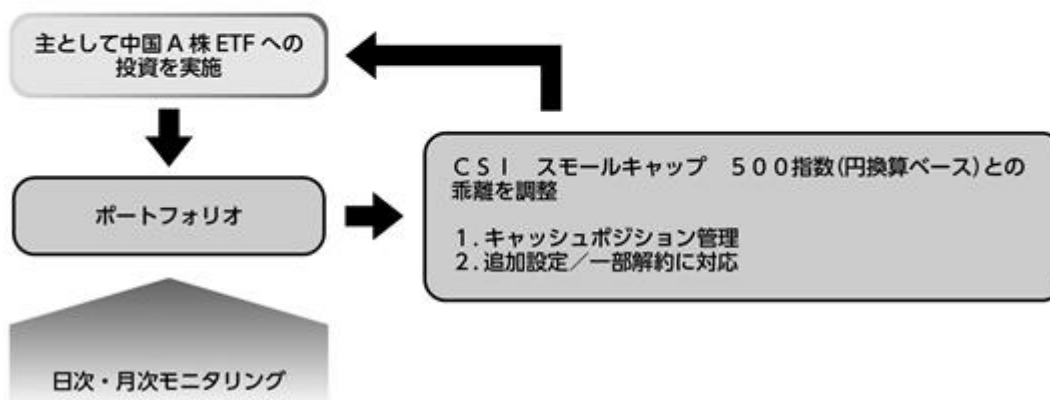 主として中国A株ETFへの
投資を実施
ポートフォリオ
CSI スモールキャップ 500指数(円換算ベース)との
乖離を調整
1.キャッシュポジション管理
2.追加設定/一部解約に対応
日次・月次モニタリング